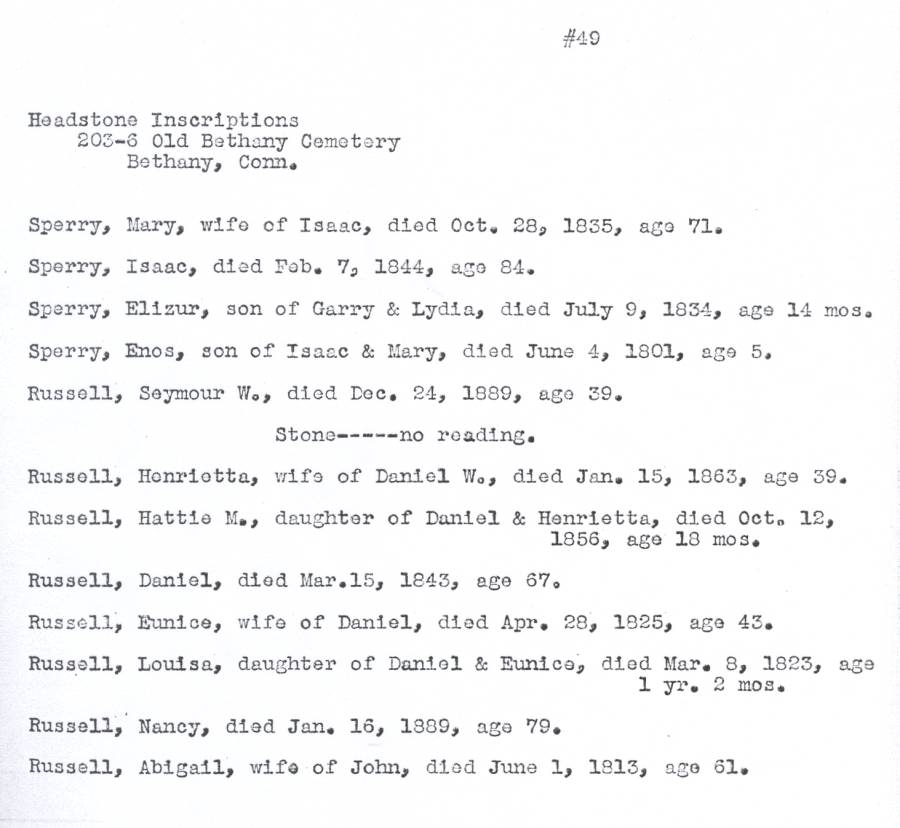 #49
Headstone Inscriptions
203-6 Old Bethany Cemetery
Bethany, Conn.
Sperry, Mary, wife of Isaac, died Oct. 28, 1835, age 71.
Sperry, Isaac, died Feb. 7, 1844, age 84.
Sperry, Elizur, son of Garry & Lydia, died July 9, 1834, age 14 mos.
Sperry, Enos, son of Isaac & Mary, died June 4, 1801, age 5.
Russell, Seymour W., died Dec. 24, 1889, age 39.
Stone-----no reading.
Russell, Henrietta, wife of Daniel W., died Jan. 15, 1863, age 39.
Russell, Hattie M., daughter of Daniel & Henrietta, died Oct. 12,
1856, age 18 mos.
Russell, Daniel, died Mar.15, 1843, age 67.
Russell, Eunice, wife of Daniel, died Apr. 28, 1825, age 43.
Russell, Louisa, daughter of Daniel & Eunice, died Mar. 8, 1823, age
1 yr. 2 mos.
Russell, Nancy, died Jan. 16, 1889, age 79.
Russell, Abigail, wife of John, died June 1, 1813, age 61.